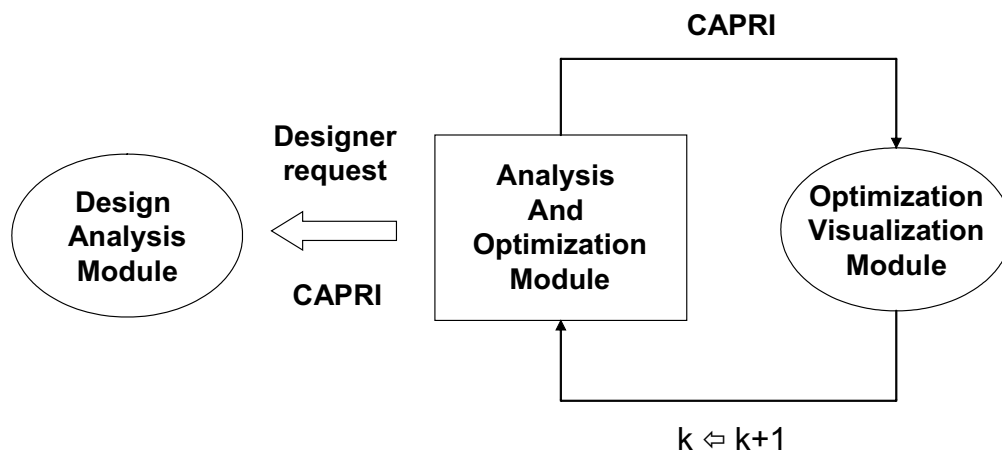 CAPRI
Designer
request
CAPRI
Design
Analysis
Module
Analysis
And
Optimization
Module
Optimization
Visualization
Module
k ⇦ k+1